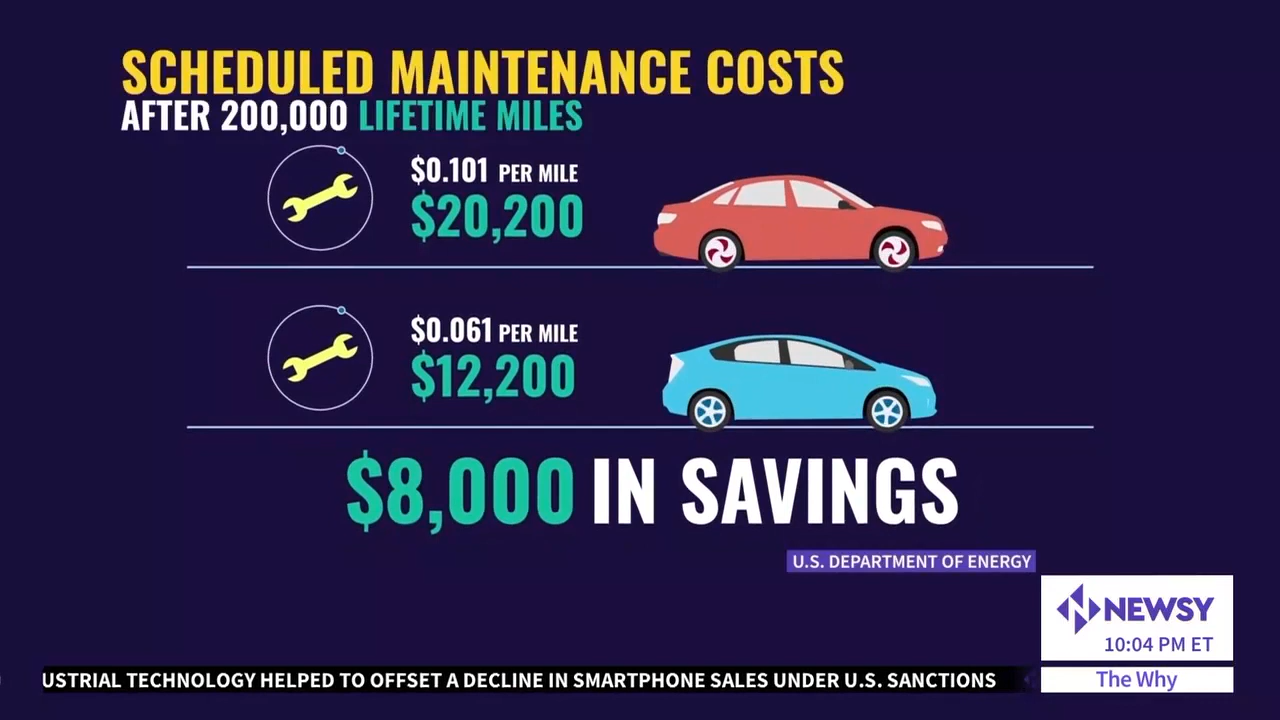 SCHEDULED MAINTENANCE COSTS
AFTER 200,000 LIFETIME MILES
$0.101 PER MILE
$20,200
$0.061 PER MILE
$12,200
$8,000 IN SAVINGS
U.S. DEPARTMENT OF ENERGY
NEWSY
10:04 PM ET
USTRIAL TECHNOLOGY HELPED TO OFFSET A DECLINE IN SMARTPHONE SALES UNDER U.S. SANCTIONS
The Why